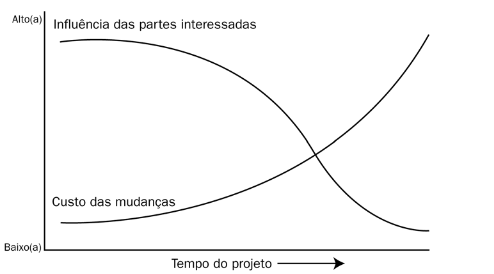 Alto(a)
Influência das partes interessadas
Custo das mudanças
Baixo(a)
Tempo do projeto